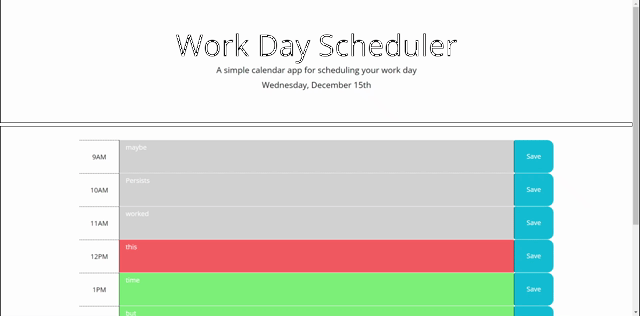 Work Day Scheduler
A simple calendar app for scheduling your work day
Wednesday, December 15th
9AM maybe Save
10AM Persists Save
11AM worked Save
12PM this Save
1PM time Save
but